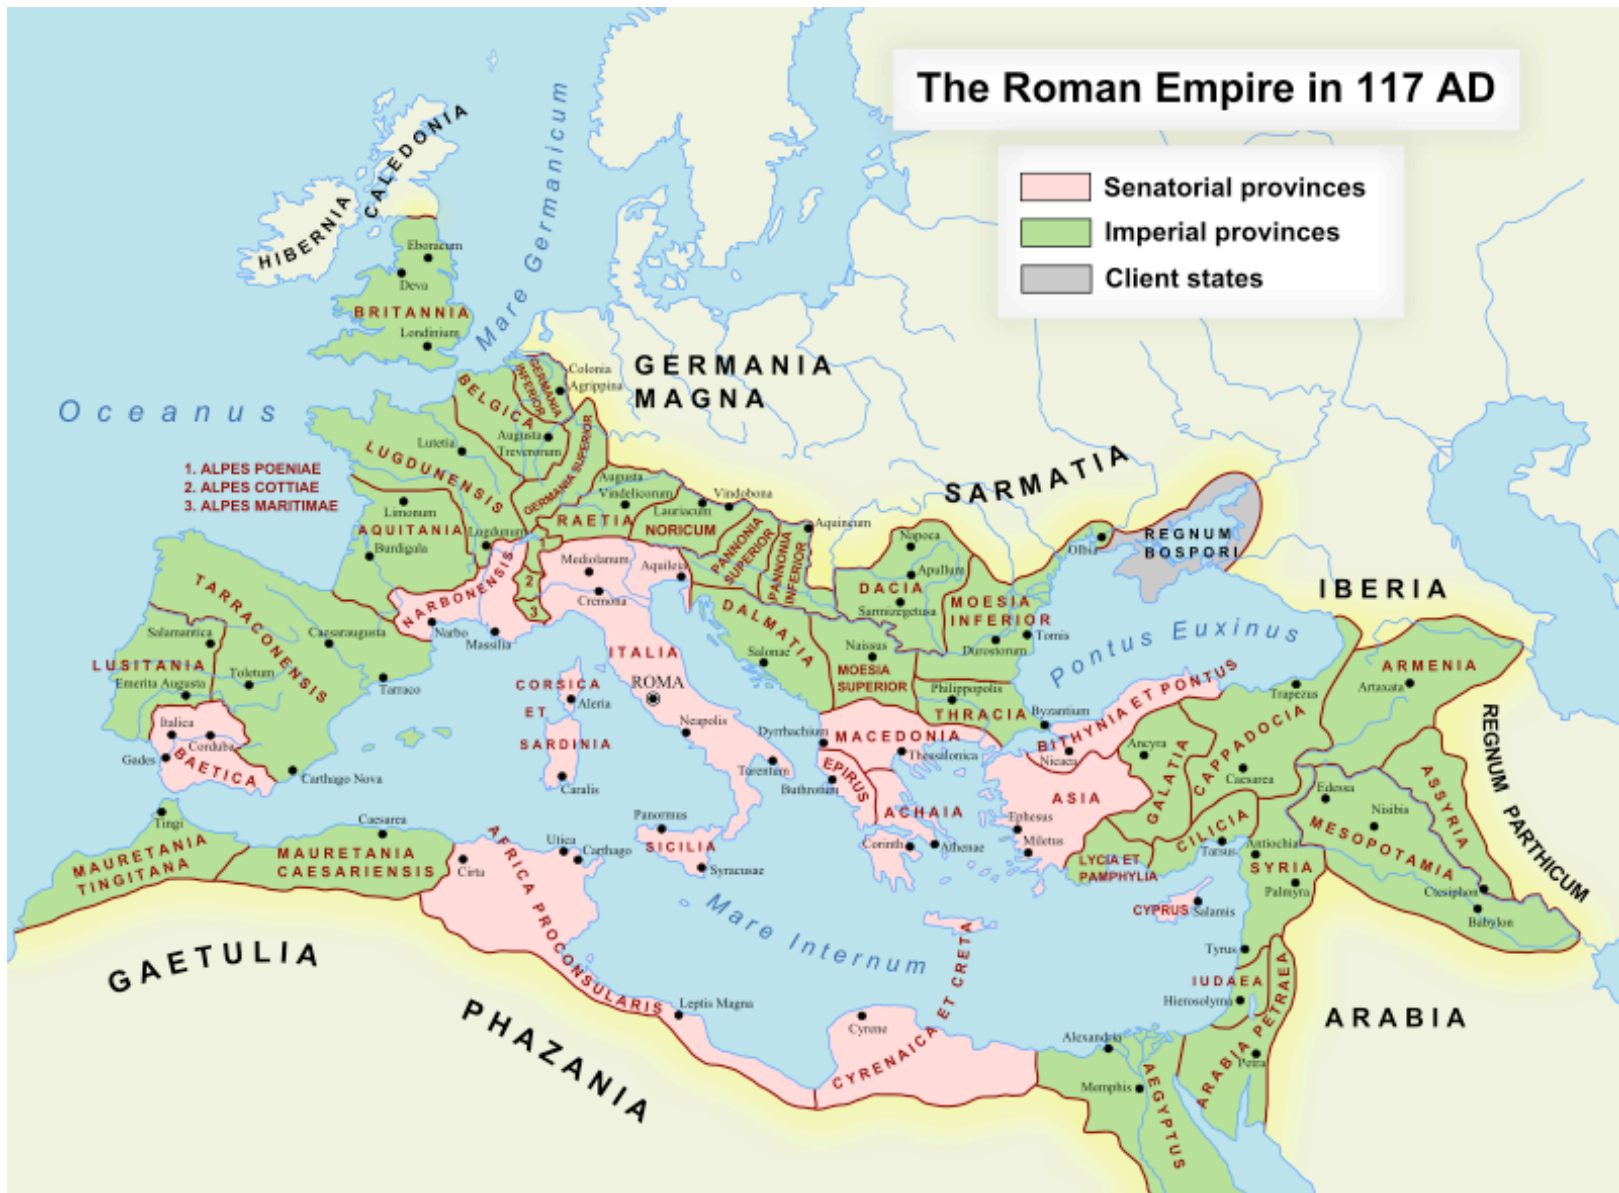 The Roman Empire in 117 AD
Senatorial provinces
Imperial provinces
Client states
HIBERNIA
CALEDONIA
Mare Germanicum
Eboracum
Deva
BRITANNIA
Londinium
Oceanus
GERMANIA
MAGNA
SARMATIA
1. ALPES POENIAE
2. ALPES COTTIAE
3. ALPES MARITIMAE
GERMANIA
INFERIOR
Colonia
Agrippina
BELGICA
Augusta
Treverorum
Lutetia
LUGDUNENSIS
GERMANIA SUPERIOR
Limonum
AQUITANIA
Lugdunum
Burdigala
Augusta
Vindelicorum
RAETIA
Lauriacum
Vindobona
NORICUM
PANNONIA
SUPERIOR
PANNONIA
INFERIOR
Aquincum
1
2
3
NARBONENSIS
Narbo
Massilia
Mediolanum
Cremona
Aquileia
ITALIA
ROMA
Neapolis
Tarentum
DALMATIA
Salonae
Napoca
Apullum
DACIA
Sarmizegetusa
MOESIA
INFERIOR
Tomis
Durostorum
Naissus
MOESIA
SUPERIOR
Philippopolis
THRACIA
Byzantium
Olbia
REGNUM
BOSPORI
Pontus Euxinus
IBERIA
ARMENIA
Artaxata
REGNUM PARTHICUM
TARRACONENSIS
Salamantica
Caesaraugusta
LUSITANIA
Toletum
Emerita Augusta
Tarraco
Italica
Corduba
Gades
BAETICA
Carthago Nova
CORSICA
ET
SARDINIA
Aleria
Caralis
Dyrrhachium
MACEDONIA
Thessalonica
EPIRUS
Buthrotum
ACHAIA
Corinth
Athenae
BITHYNIA ET PONTUS
Nicaea
Trapezus
Ancyra
GALATIA
CAPPADOCIA
Caesarea
ASIA
Ephesus
Miletus
LYCIA ET
PAMPHYLIA
CILICIA
Tarsus
Antiochia
SYRIA
Palmyra
CYPRUS
Salamis
Edessa
Nisibia
MESOPOTAMIA
ASSYRIA
Ctesiphon
Babylon
Tingi
MAURETANIA
TINGITANA
Caesarea
MAURETANIA
CAESARIENSIS
Cirta
Utica
Carthago
AFRICA PROCONSULARIS
Leptis Magna
Panormus
SICILIA
Syracusae
Mare Internum
Cyrene
CYRENAICA ET CRETA
Tyrus
IUDAEA
Hierosolyma
ARABIA PETRAEA
Petra
Alexandria
Memphis
AEGYPTUS
GAETULIA
PHAZANIA
ARABIA